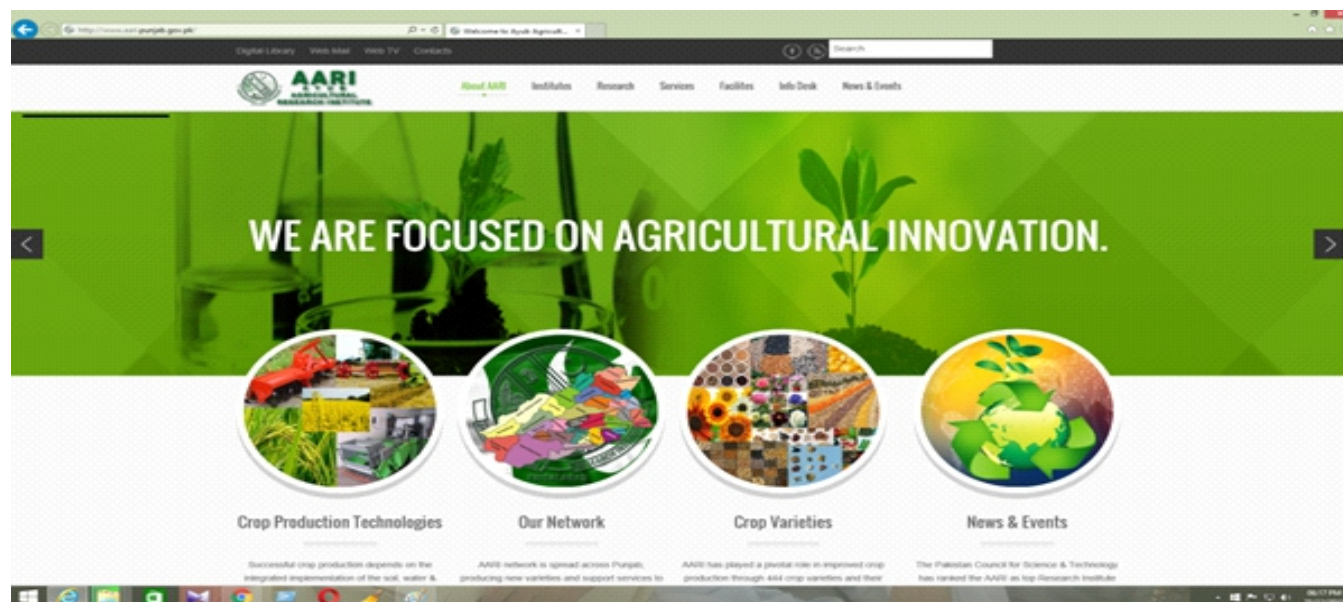 http://www.aari.punjab.gov.pk/
Welcome to Ayub Agricult...
Digital Library Web Mail Web TV Contacts
Search
AARI
AYUB
AGRICULTURAL
RESEARCH INSTITUTE
About AARI Institutes Research Services Facilites Info Desk News & Events
WE ARE FOCUSED ON AGRICULTURAL INNOVATION.
Crop Production Technologies
Our Network
Crop Varieties
News & Events
Successful crop production depends on the
integrated implementation of the soil, water &
AARI network is spread across Punjab,
producing new varieties and support services to
AARI has played a pivotal role in improved crop
production through 444 crop varieties and their
The Pakistan Council for Science & Technology
has ranked the AARI as top Research Institute